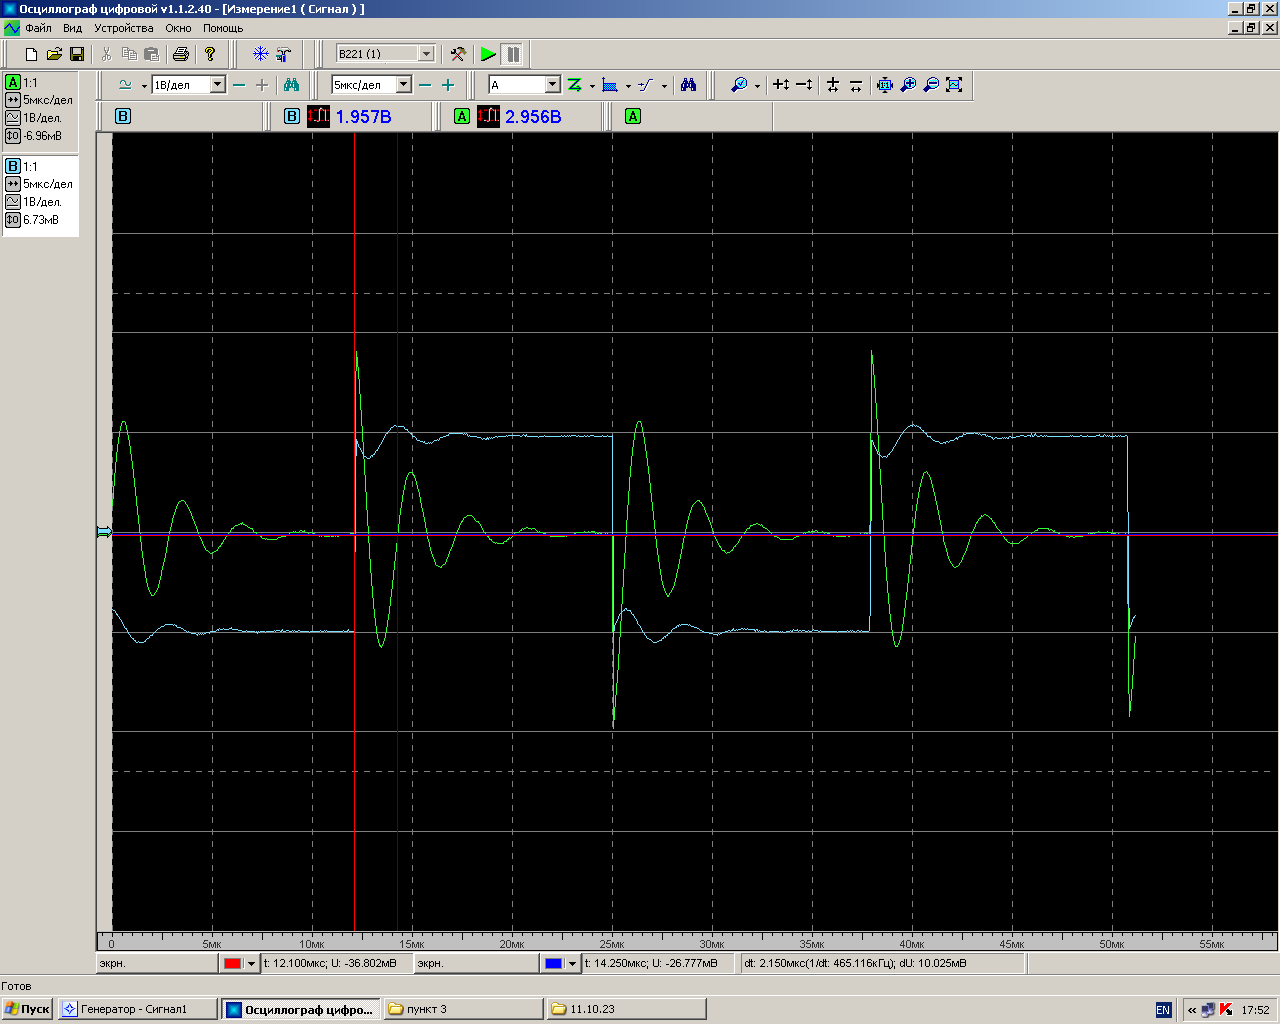 Осциллограф цифровой v1.1.2.40 - [Измерение1 ( Сигнал ) ]
Файл Вид Устройства Окно Помощь
B221 (1)
A 1:1
5мкс/дел
1В/дел.
-6.96мВ
B 1:1
5мкс/дел
1В/дел.
6.73мВ
1В/дел 5мкс/дел A
B B 1.957В A 2.956В A
0 5мк 10мк 15мк 20мк 25мк 30мк 35мк 40мк 45мк 50мк 55мк
экрн. t: 12.100мкс; U: -36.802мВ экрн. t: 14.250мкс; U: -26.777мВ dt: 2.150мкс(1/dt: 465.116кГц); dU: 10.025мВ
Готов
Пуск Генератор - Сигнал1 Осциллограф цифро... пункт 3 11.10.23 EN « 17:52